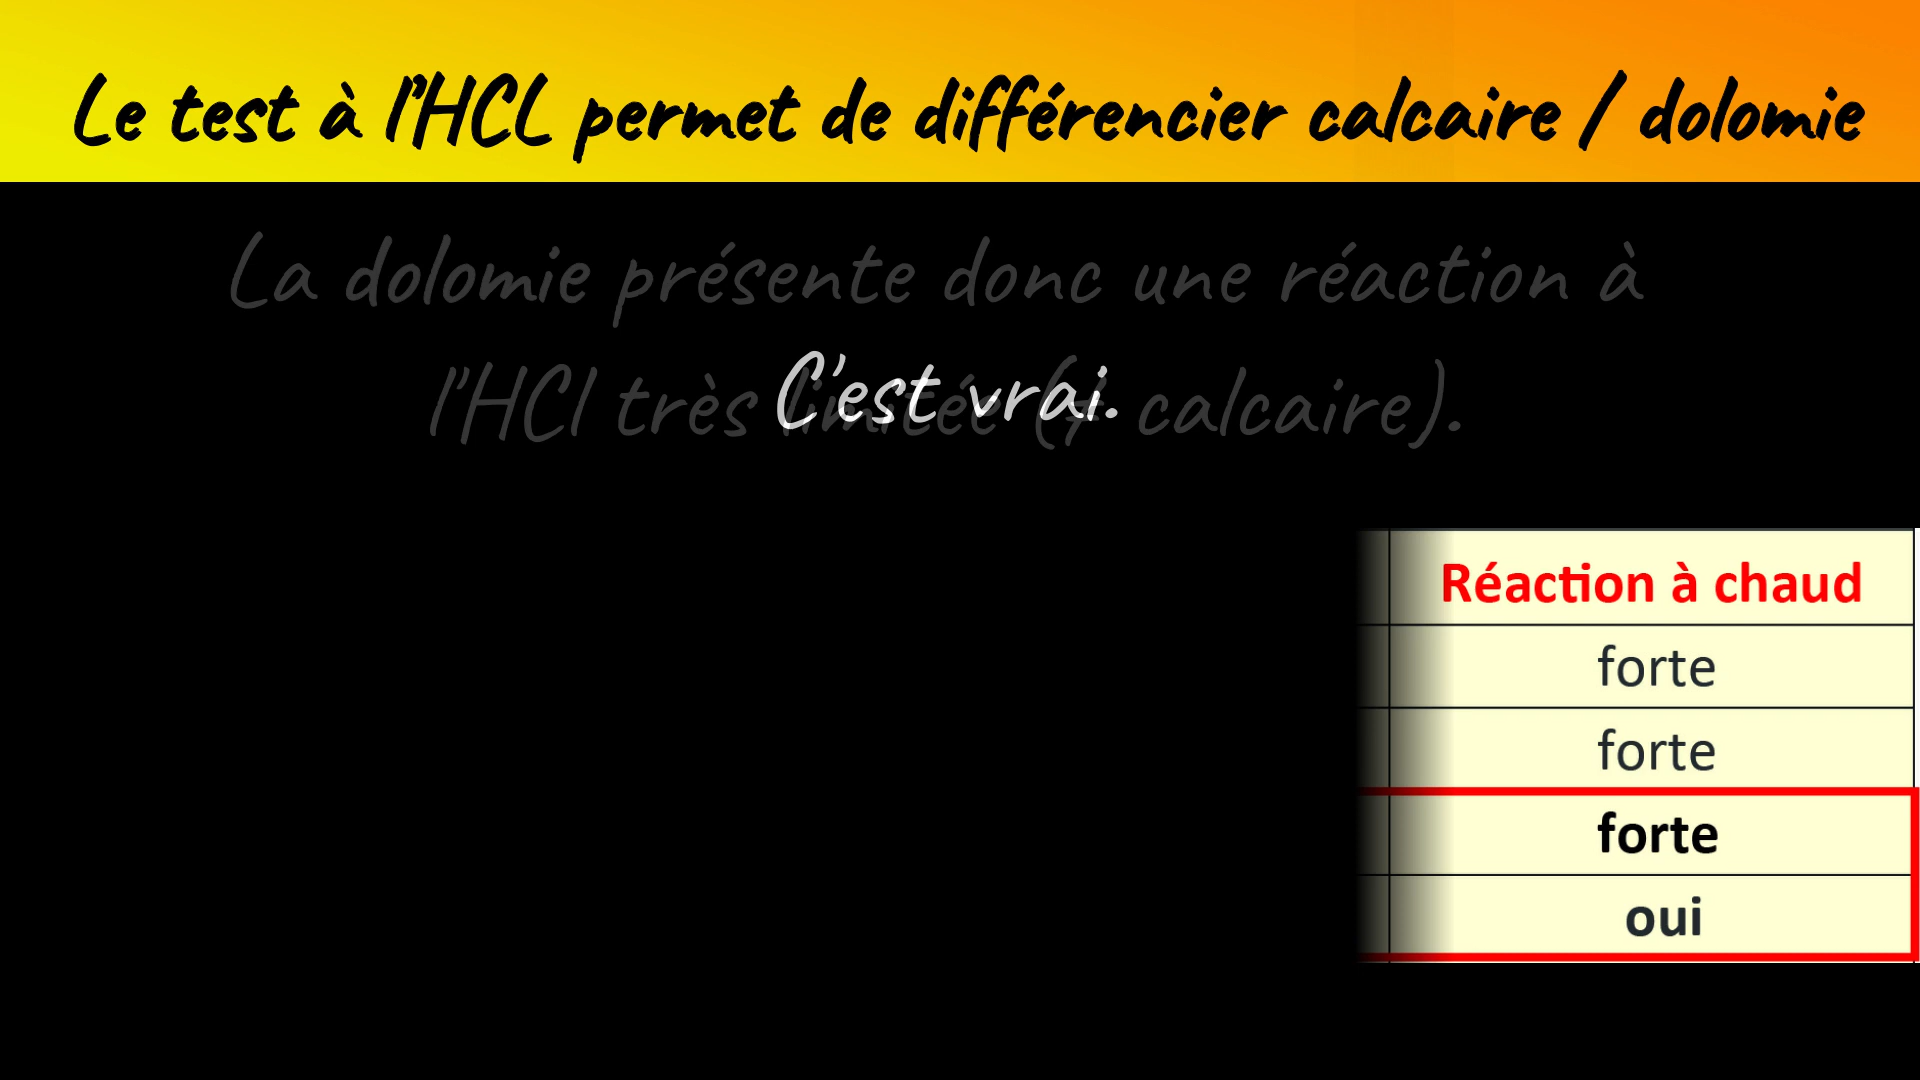 Le test à l'HCL permet de différencier calcaire / dolomie
La dolomie présente donc une réaction à
l'HCl très limitée (≠ calcaire).
C'est vrai.
Réaction à chaud
forte
forte
forte
oui